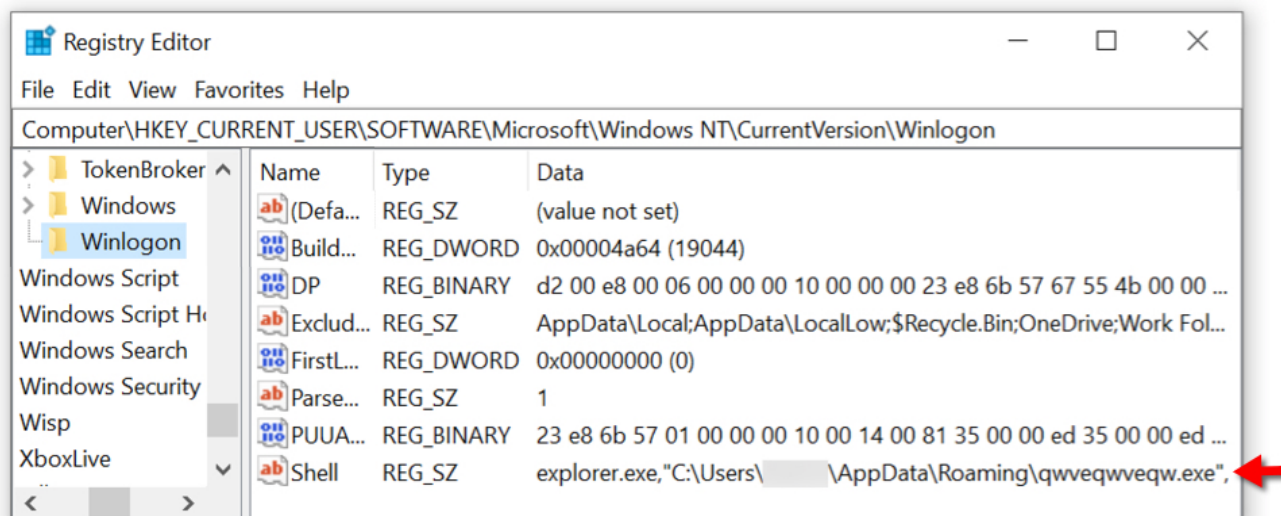 Registry Editor
File Edit View Favorites Help
Computer\HKEY_CURRENT_USER\SOFTWARE\Microsoft\Windows NT\CurrentVersion\Winlogon
TokenBroker
Windows
Winlogon
Windows Script
Windows Script H
Windows Search
Windows Security
Wisp
XboxLive
Name Type Data
(Defa... REG_SZ (value not set)
Build... REG_DWORD 0x00004a64 (19044)
DP REG_BINARY d2 00 e8 00 06 00 00 00 10 00 00 00 23 e8 6b 57 67 55 4b 00 00 ...
Exclud... REG_SZ AppData\Local;AppData\LocalLow;$Recycle.Bin;OneDrive;Work Fol...
FirstL... REG_DWORD 0x00000000 (0)
Parse... REG_SZ 1
PUUA... REG_BINARY 23 e8 6b 57 01 00 00 00 10 00 14 00 81 35 00 00 ed 35 00 00 ed ...
Shell REG_SZ explorer.exe,"C:\Users\ \AppData\Roaming\qwveqwveqw.exe",